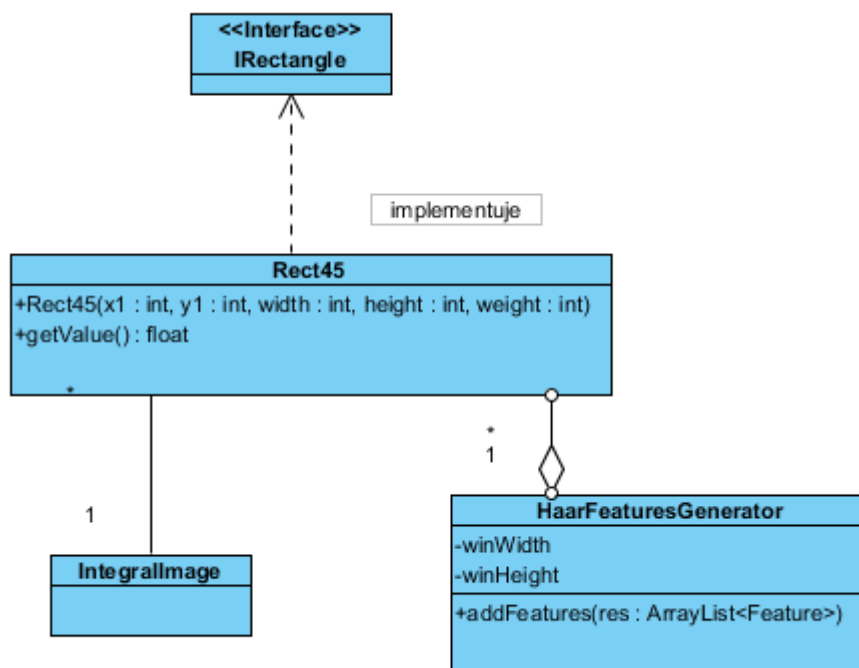 <<Interface>>
IRectangle
implementuje
Rect45
+Rect45(x1 : int, y1 : int, width : int, height : int, weight : int)
+getValue() : float
*
*
1
1
HaarFeaturesGenerator
-winWidth
-winHeight
+addFeatures(res : ArrayList<Feature>)
IntegralImage